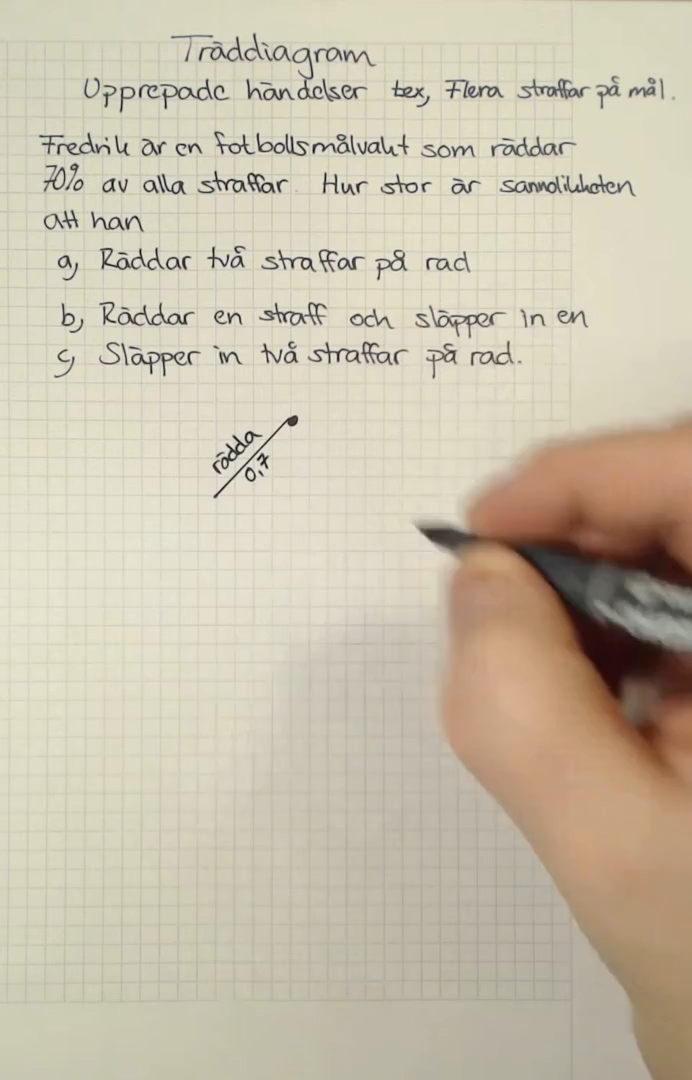 Träddiagram
Upprepade händelser tex, Flera straffar på mål.
Fredrik är en fotbollsmålvakt som räddar
70% av alla straffar. Hur stor är sannolikheten
att han
a, Räddar två straffar på rad
b, Räddar en straff och släpper in en
c, Släpper in två straffar på rad.
rädda
0,7